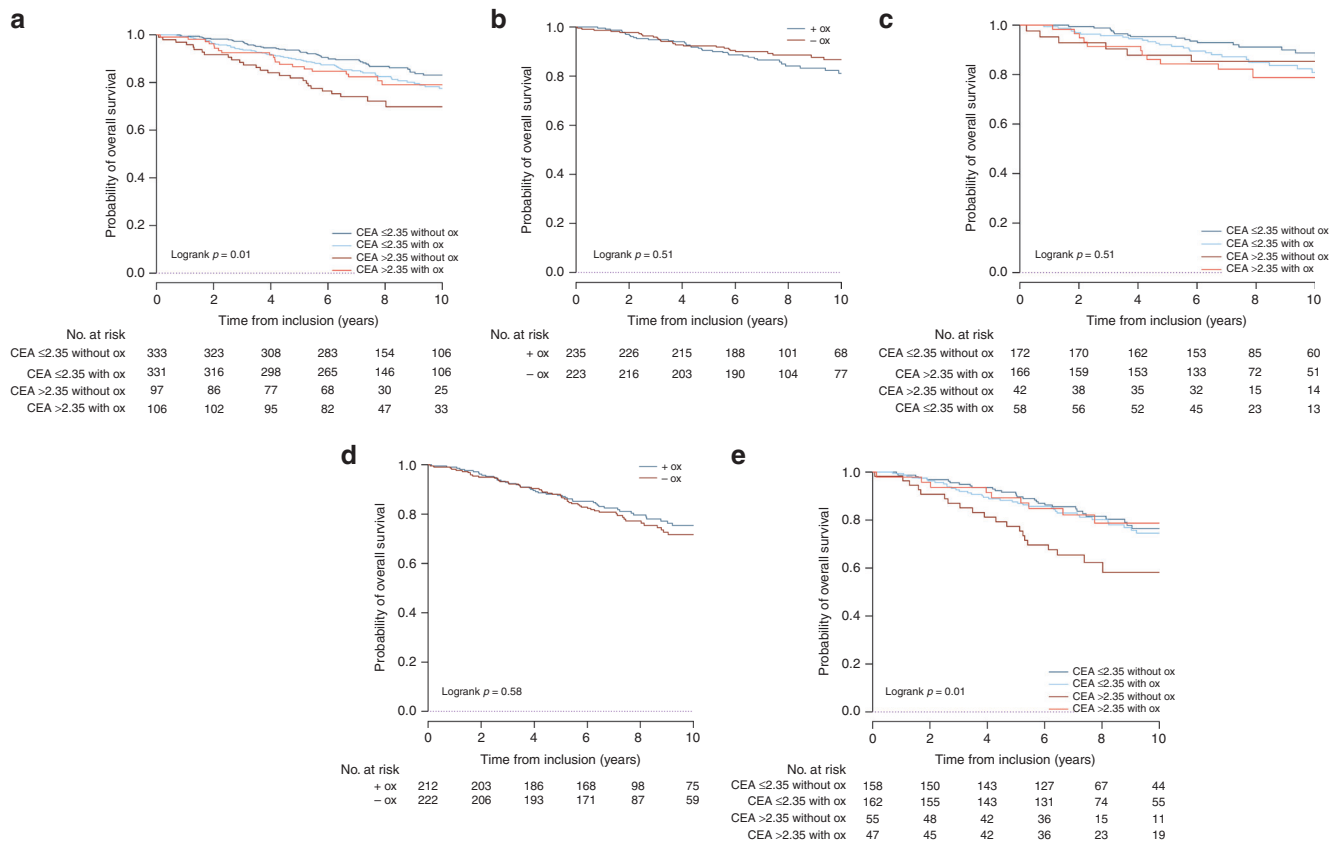 a
Probability of overall survival
1.0
0.8
0.6
0.4
0.2
0.0
Logrank p = 0.01
CEA ≤2.35 without ox
CEA ≤2.35 with ox
CEA >2.35 without ox
CEA >2.35 with ox
0 2 4 6 8 10
Time from inclusion (years)
No. at risk
CEA ≤2.35 without ox 333 323 308 283 154 106
CEA ≤2.35 with ox 331 316 298 265 146 106
CEA >2.35 without ox 97 86 77 68 30 25
CEA >2.35 with ox 106 102 95 82 47 33
b
Probability of overall survival
1.0
0.8
0.6
0.4
0.2
0.0
+ ox
– ox
Logrank p = 0.51
0 2 4 6 8 10
Time from inclusion (years)
No. at risk
+ ox 235 226 215 188 101 68
– ox 223 216 203 190 104 77
c
Probability of overall survival
1.0
0.8
0.6
0.4
0.2
0.0
Logrank p = 0.51
CEA ≤2.35 without ox
CEA ≤2.35 with ox
CEA >2.35 without ox
CEA >2.35 with ox
0 2 4 6 8 10
Time from inclusion (years)
No. at risk
CEA ≤2.35 without ox 172 170 162 153 85 60
CEA >2.35 with ox 166 159 153 133 72 51
CEA >2.35 without ox 42 38 35 32 15 14
CEA ≤2.35 with ox 58 56 52 45 23 13
d
Probability of overall survival
1.0
0.8
0.6
0.4
0.2
0.0
+ ox
– ox
Logrank p = 0.58
0 2 4 6 8 10
Time from inclusion (years)
No. at risk
+ ox 212 203 186 168 98 75
– ox 222 206 193 171 87 59
e
Probability of overall survival
1.0
0.8
0.6
0.4
0.2
0.0
Logrank p = 0.01
CEA ≤2.35 without ox
CEA ≤2.35 with ox
CEA >2.35 without ox
CEA >2.35 with ox
0 2 4 6 8 10
Time from inclusion (years)
No. at risk
CEA ≤2.35 without ox 158 150 143 127 67 44
CEA ≤2.35 with ox 162 155 143 131 74 55
CEA >2.35 without ox 55 48 42 36 15 11
CEA >2.35 with ox 47 45 42 36 23 19